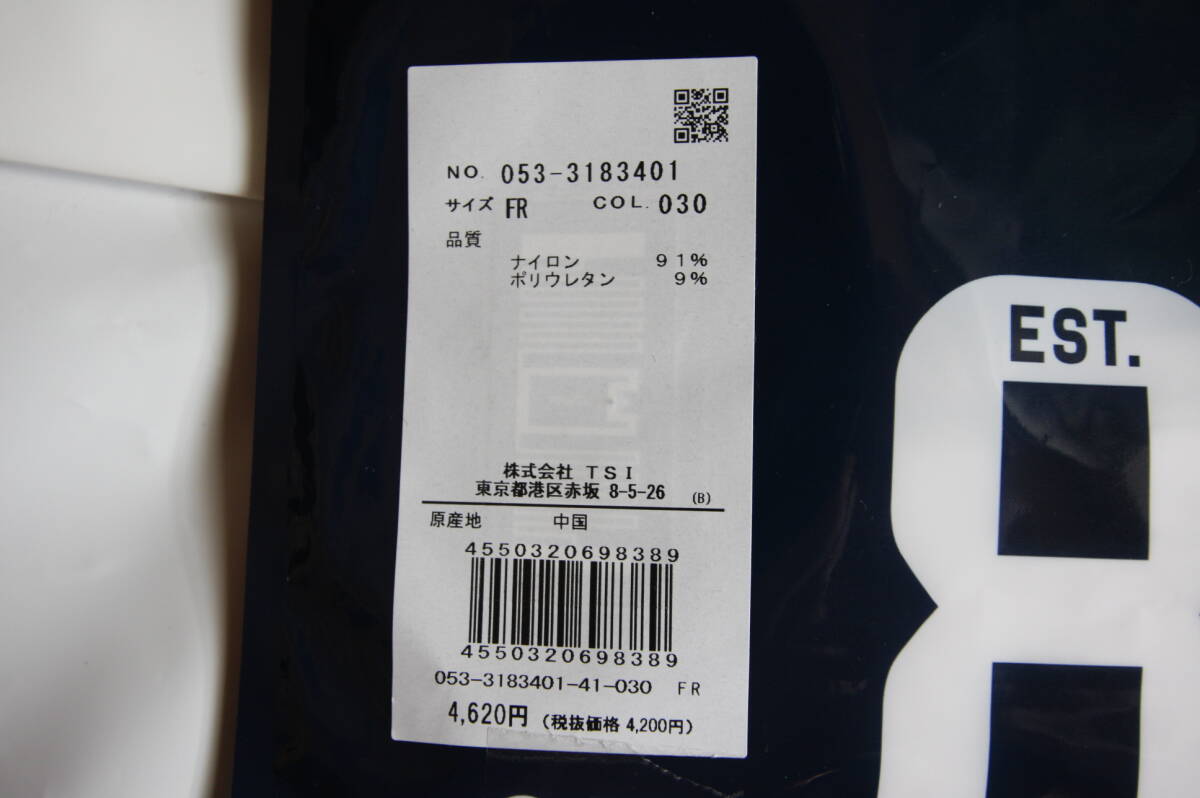 NO. 053-3183401
サイズ FR COL. 030
品質
ナイロン 91%
ポリウレタン 9%
株式会社 TSI
東京都港区赤坂 8-5-26 (B)
原産地 中国
4550320698389
4550320698389
053-3183401-41-030 FR
4,620円 (税抜価格 4,200円)
EST.
8